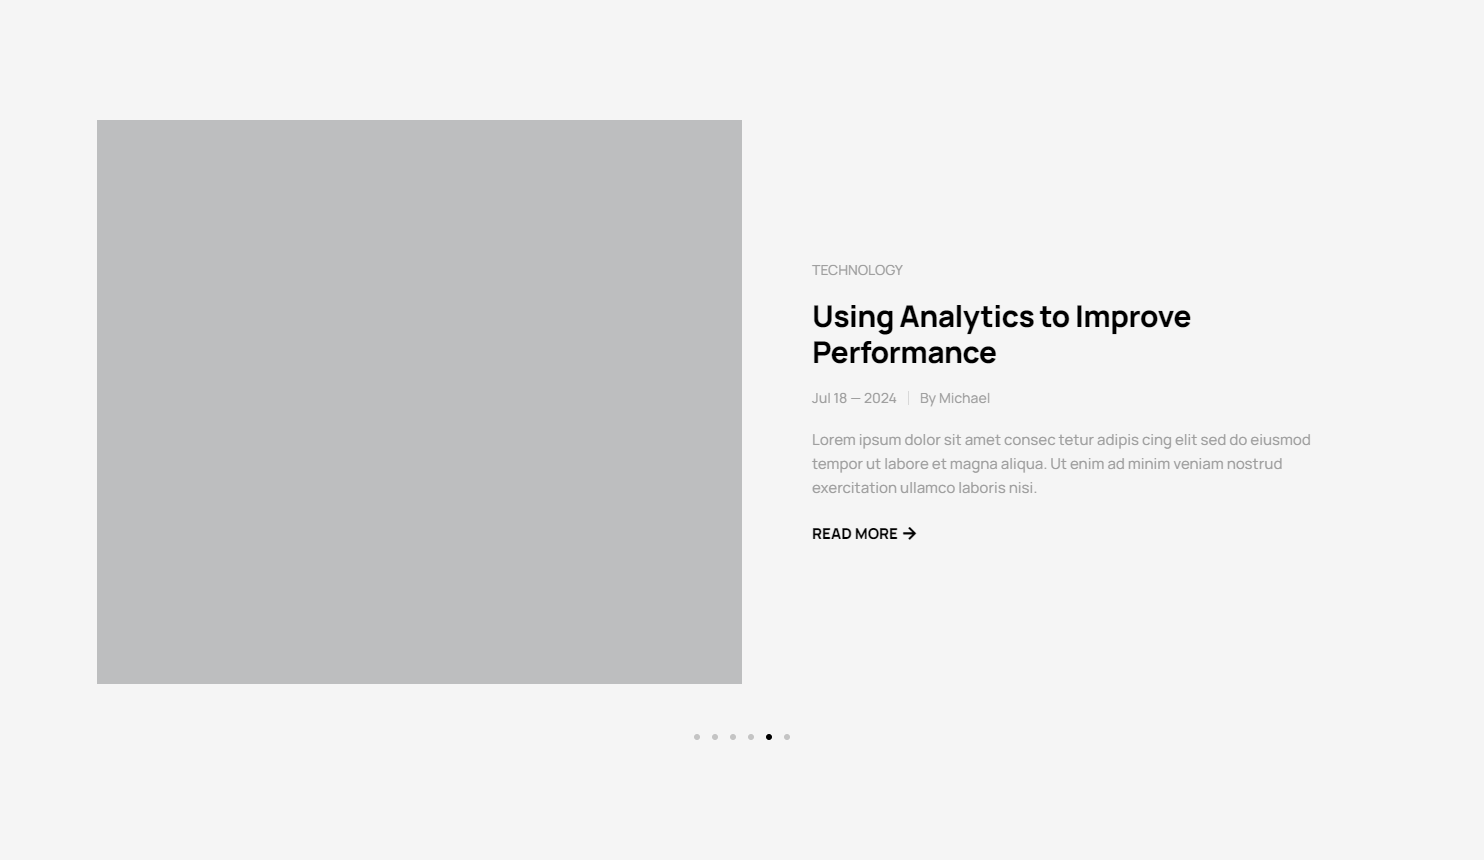 TECHNOLOGY
Using Analytics to Improve
Performance
Jul 18 — 2024 | By Michael
Lorem ipsum dolor sit amet consec tetur adipis cing elit sed do eiusmod
tempor ut labore et magna aliqua. Ut enim ad minim veniam nostrud
exercitation ullamco laboris nisi.
READ MORE →